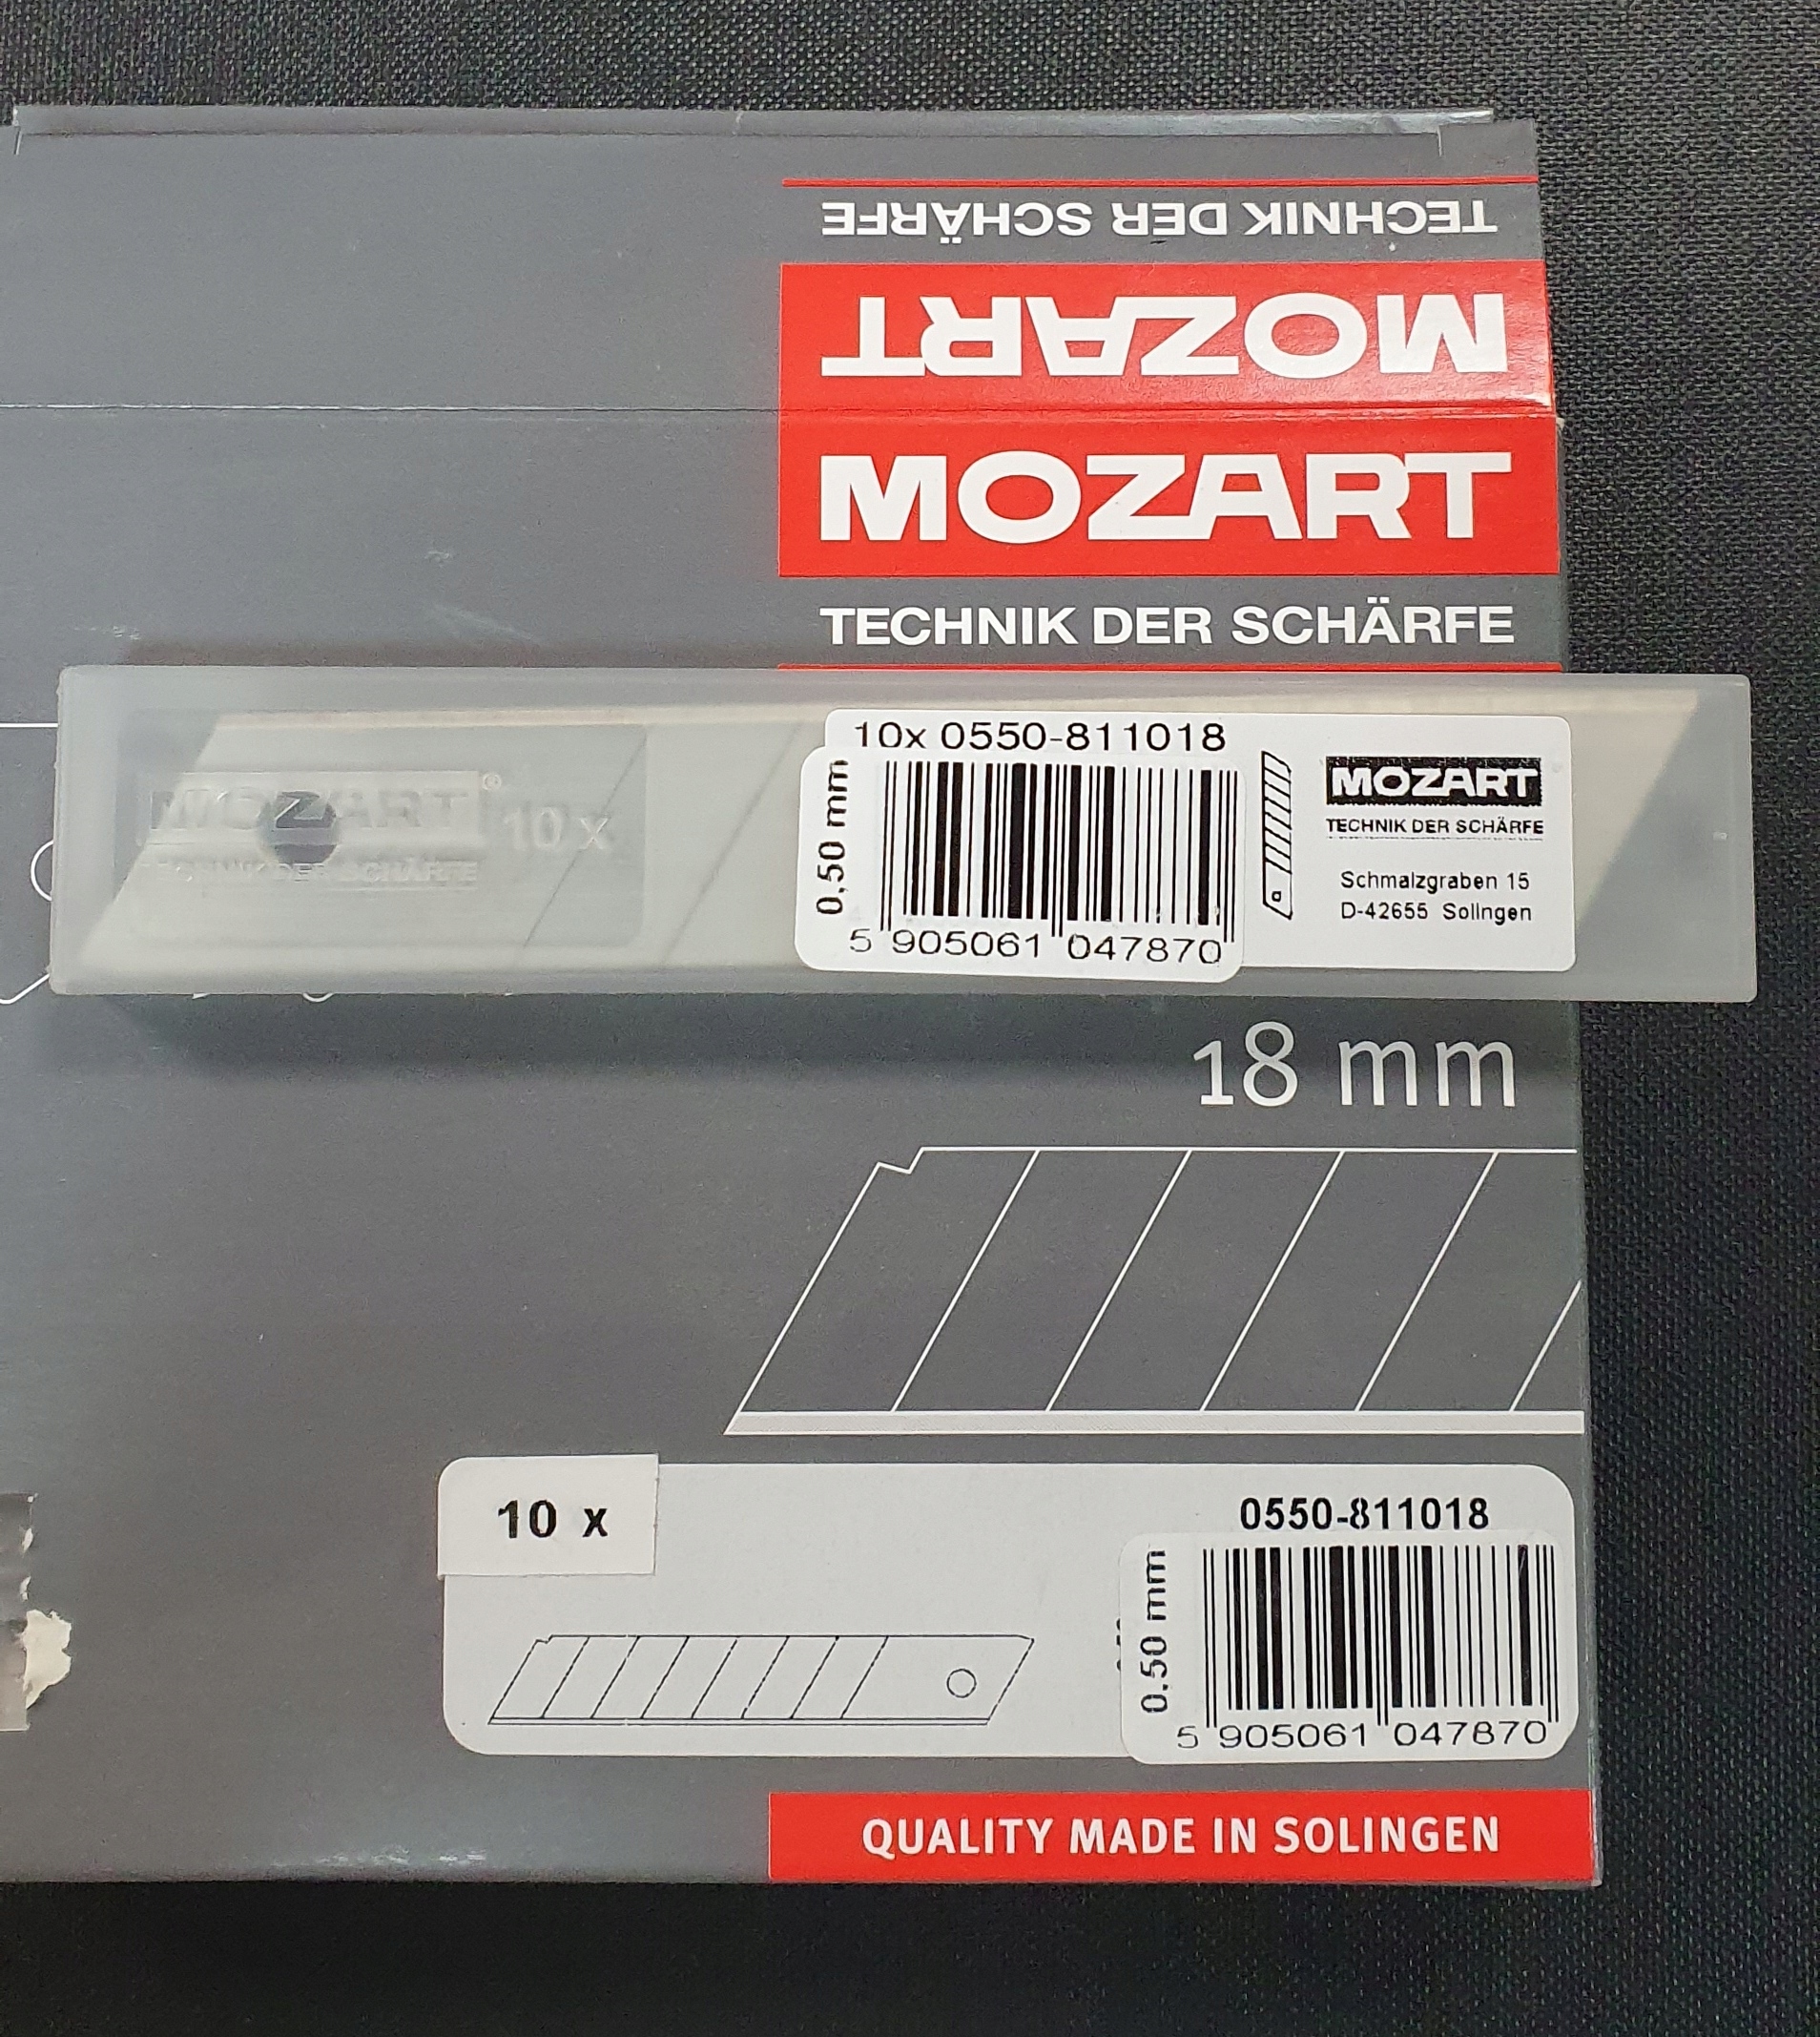 TECHNIK DER SCHÄRFE
MOZART
MOZART
TECHNIK DER SCHÄRFE
MOZART® 10 x
TECHNIK DER SCHÄRFE
10x 0550-811018
0,50 mm
5 905061 047870
MOZART
TECHNIK DER SCHÄRFE
Schmalzgraben 15
D-42655 Solingen
18 mm
10 x
0550-811018
0.50 mm
5 905061 047870
QUALITY MADE IN SOLINGEN